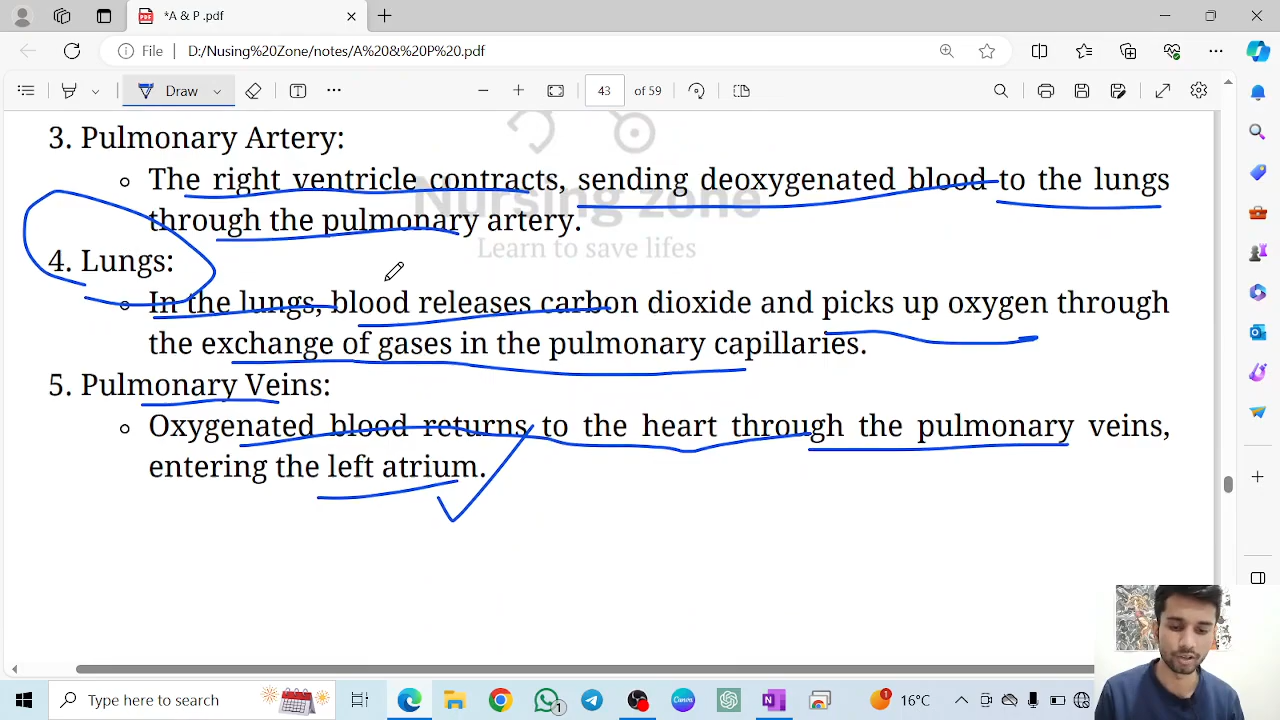 *A & P .pdf
File
D:/Nusing%20Zone/notes/A%20&%20P%20.pdf
Draw
43 of 59
3. Pulmonary Artery:
The right ventricle contracts, sending deoxygenated blood to the lungs
through the pulmonary artery.
Nursing zone
Learn to save lifes
4. Lungs:
In the lungs, blood releases carbon dioxide and picks up oxygen through
the exchange of gases in the pulmonary capillaries.
5. Pulmonary Veins:
Oxygenated blood returns to the heart through the pulmonary veins,
entering the left atrium.
Type here to search
1
Canva
1
16°C